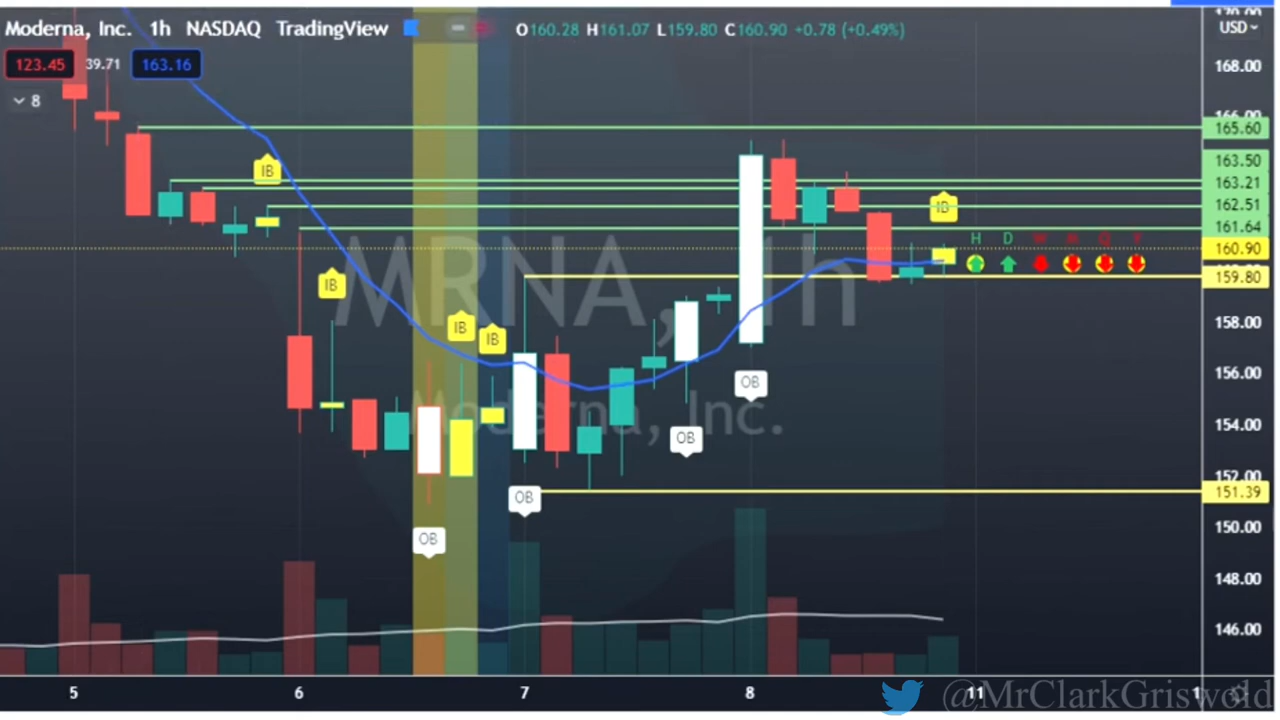 Moderna, Inc. 1h NASDAQ TradingView O160.28 H161.07 L159.80 C160.90 +0.78 (+0.49%)
USD
123.45 39.71 163.16
8
168.00
166.00
165.60
163.50
163.21
162.51
161.64
160.90
159.80
158.00
156.00
154.00
152.00
151.39
150.00
148.00
146.00
IB
IB
IB
IB
IB
H D
MRNA, 1h
Moderna, Inc.
OB
OB
OB
OB
5 6 7 8 11
@MrClarkGriswold